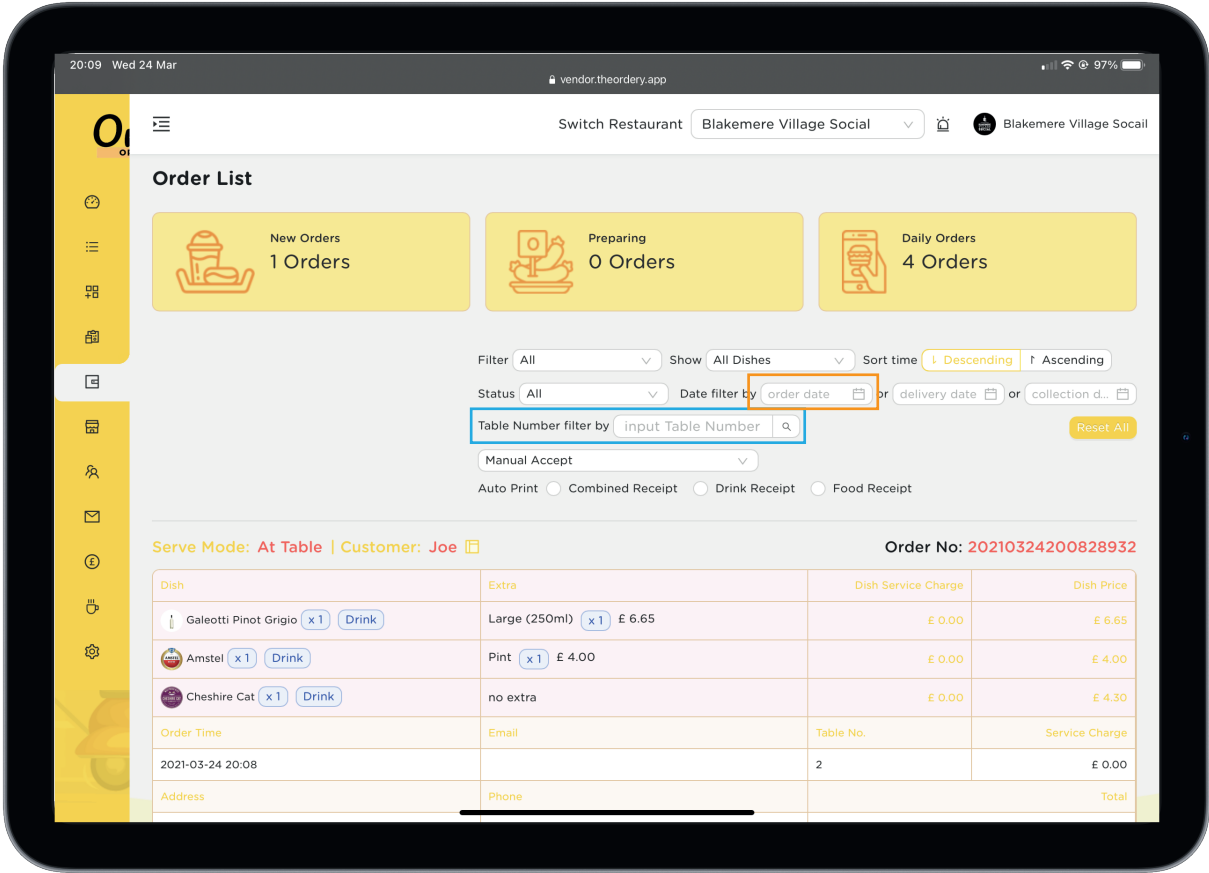 20:09 Wed 24 Mar
97%
vendor.theordery.app
Switch Restaurant Blakemere Village Social Blakemere Village Socail
Order List
New Orders
1 Orders
Preparing
0 Orders
Daily Orders
4 Orders
Filter All Show All Dishes Sort time Descending Ascending
Status All Date filter by order date or delivery date or collection d...
Table Number filter by input Table Number Reset All
Manual Accept
Auto Print Combined Receipt Drink Receipt Food Receipt
Serve Mode: At Table | Customer: Joe Order No: 20210324200828932
Dish Extra Dish Service Charge Dish Price
Galeotti Pinot Grigio x 1 Drink Large (250ml) x 1 £ 6.65 £ 0.00 £ 6.65
Amstel x 1 Drink Pint x 1 £ 4.00 £ 0.00 £ 4.00
Cheshire Cat x 1 Drink no extra £ 0.00 £ 4.30
Order Time Email Table No. Service Charge
2021-03-24 20:08 2 £ 0.00
Address Phone Total